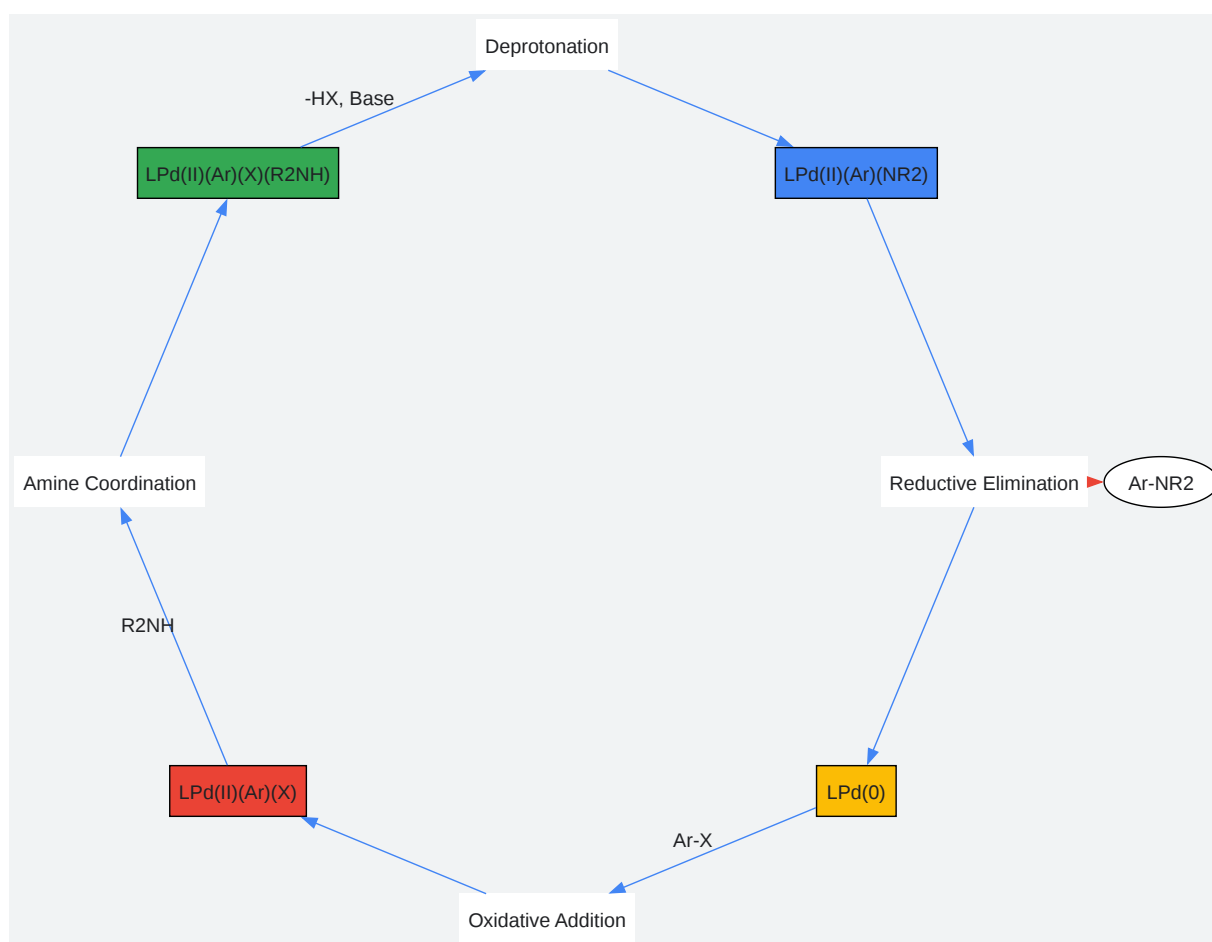 Deprotonation
-HX, Base
LPd(II)(Ar)(X)(R2NH)
LPd(II)(Ar)(NR2)
Amine Coordination
Reductive Elimination
Ar-NR2
R2NH
LPd(II)(Ar)(X)
LPd(0)
Ar-X
Oxidative Addition